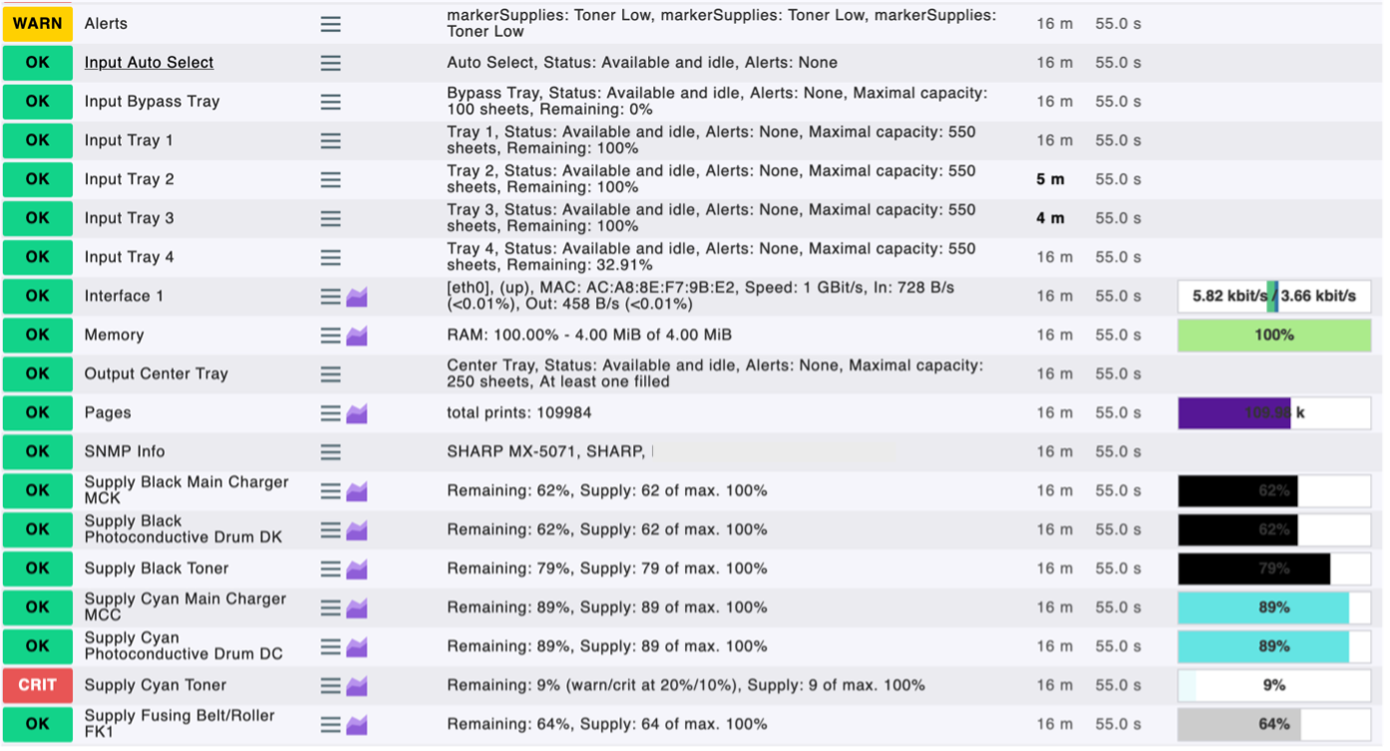 WARN Alerts markerSupplies: Toner Low, markerSupplies: Toner Low, markerSupplies:
Toner Low 16 m 55.0 s
OK Input Auto Select Auto Select, Status: Available and idle, Alerts: None 16 m 55.0 s
OK Input Bypass Tray Bypass Tray, Status: Available and idle, Alerts: None, Maximal capacity:
100 sheets, Remaining: 0% 16 m 55.0 s
OK Input Tray 1 Tray 1, Status: Available and idle, Alerts: None, Maximal capacity: 550
sheets, Remaining: 100% 16 m 55.0 s
OK Input Tray 2 Tray 2, Status: Available and idle, Alerts: None, Maximal capacity: 550
sheets, Remaining: 100% 5 m 55.0 s
OK Input Tray 3 Tray 3, Status: Available and idle, Alerts: None, Maximal capacity: 550
sheets, Remaining: 100% 4 m 55.0 s
OK Input Tray 4 Tray 4, Status: Available and idle, Alerts: None, Maximal capacity: 550
sheets, Remaining: 32.91% 16 m 55.0 s
OK Interface 1 [eth0], (up), MAC: AC:A8:8E:F7:9B:E2, Speed: 1 GBit/s, In: 728 B/s
(<0.01%), Out: 458 B/s (<0.01%) 16 m 55.0 s 5.82 kbit/s / 3.66 kbit/s
OK Memory RAM: 100.00% - 4.00 MiB of 4.00 MiB 16 m 55.0 s 100%
OK Output Center Tray Center Tray, Status: Available and idle, Alerts: None, Maximal capacity:
250 sheets, At least one filled 16 m 55.0 s
OK Pages total prints: 109984 16 m 55.0 s k
OK SNMP Info SHARP MX-5071, SHARP, 16 m 55.0 s
OK Supply Black Main Charger
MCK Remaining: 62%, Supply: 62 of max. 100% 16 m 55.0 s 62%
OK Supply Black
Photoconductive Drum DK Remaining: 62%, Supply: 62 of max. 100% 16 m 55.0 s 62%
OK Supply Black Toner Remaining: 79%, Supply: 79 of max. 100% 16 m 55.0 s 79%
OK Supply Cyan Main Charger
MCC Remaining: 89%, Supply: 89 of max. 100% 16 m 55.0 s 89%
OK Supply Cyan
Photoconductive Drum DC Remaining: 89%, Supply: 89 of max. 100% 16 m 55.0 s 89%
CRIT Supply Cyan Toner Remaining: 9% (warn/crit at 20%/10%), Supply: 9 of max. 100% 16 m 55.0 s 9%
OK Supply Fusing Belt/Roller
FK1 Remaining: 64%, Supply: 64 of max. 100% 16 m 55.0 s 64%